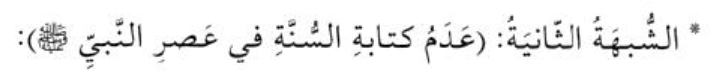 * الشُّبهَةُ الثّانيَةُ: (عَدَمُ كتابةِ السُّنَّةِ في عَصرِ النَّبيِّ ﷺ):